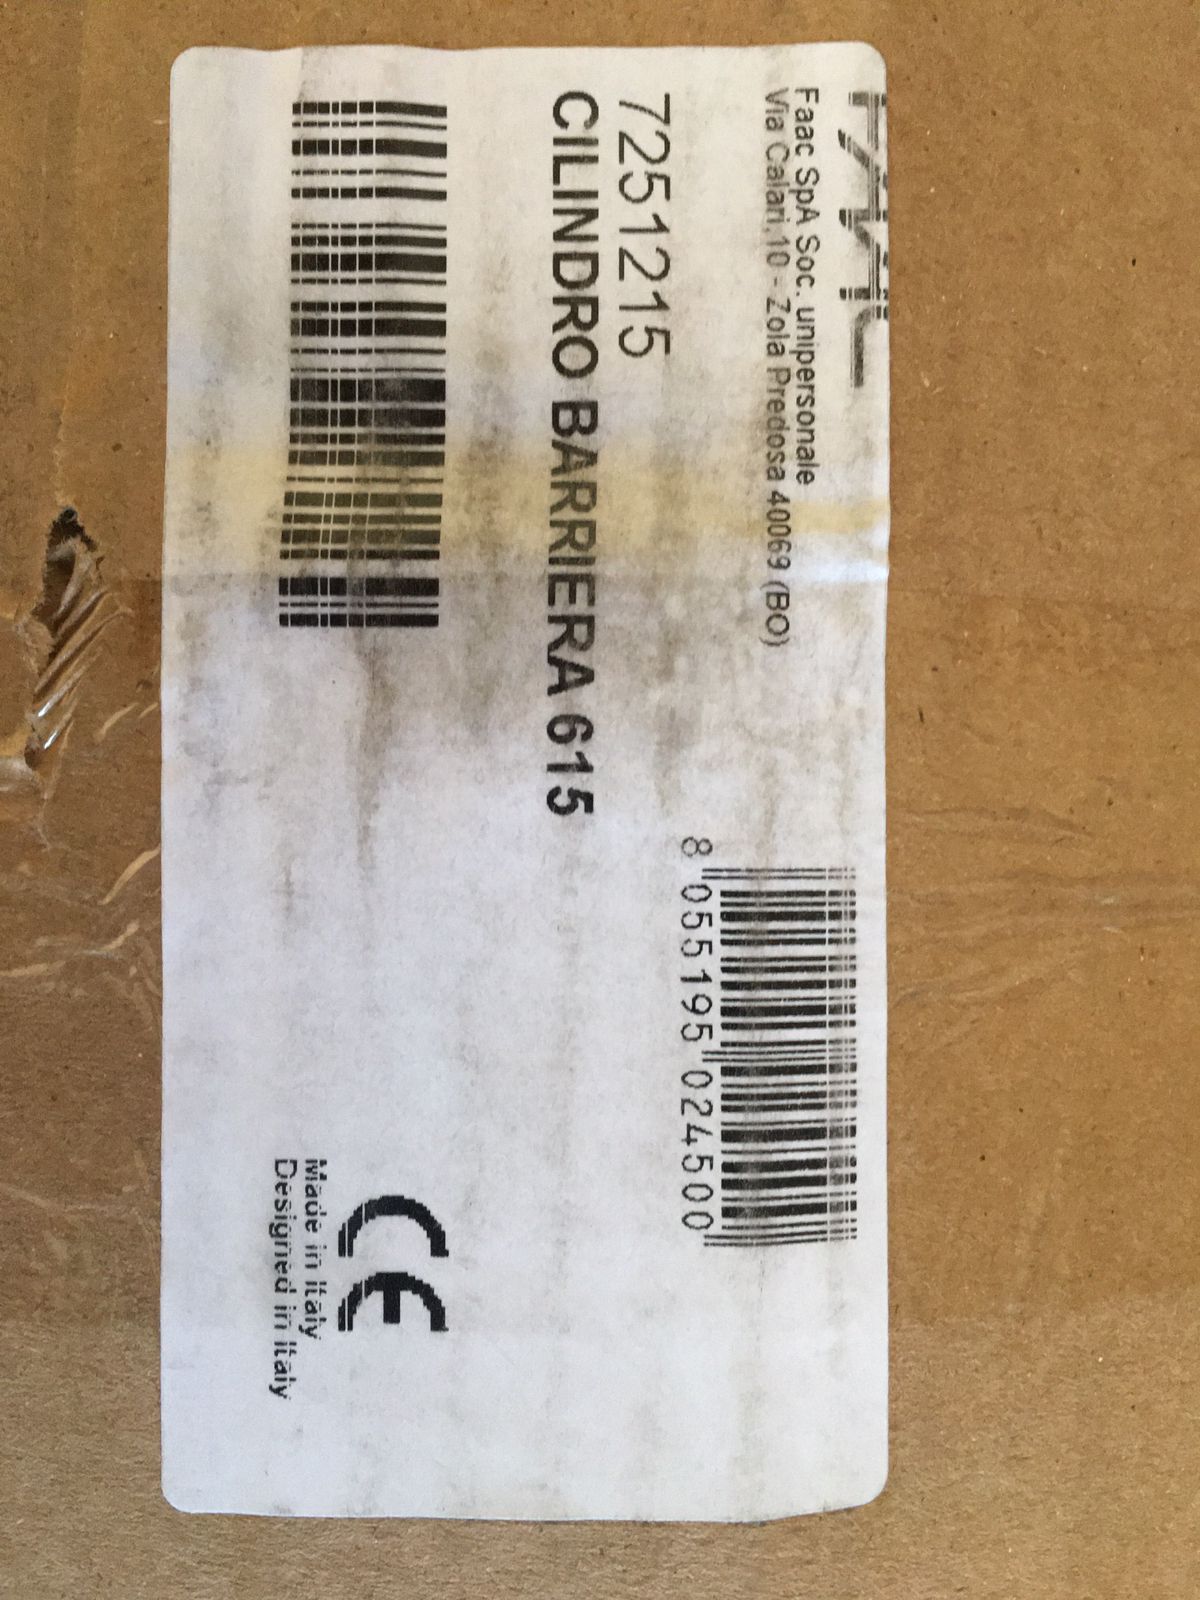 FAAC
Faac SpA Soc. unipersonale
Via Calari,10 - Zola Predosa 40069 (BO)
8 055195 024500
7251215
CILINDRO BARRIERA 615
Made in Italy
Designed in Italy
CE